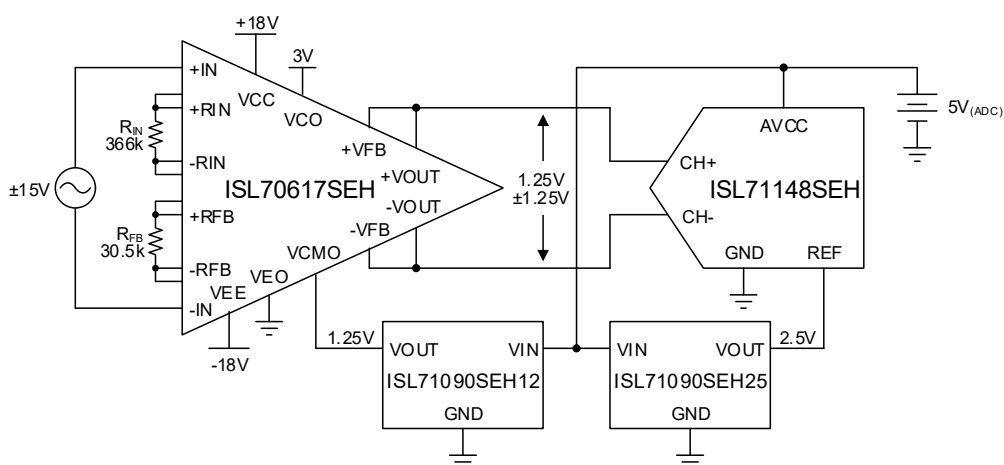 +18V
3V
+IN
+RIN
R_IN
366k
-RIN
VCC
VCO
±15V
+RFB
R_FB
30.5k
-RFB
-IN
ISL70617SEH
+VFB
+VOUT
-VOUT
-VFB
VCMO
VEO
VEE
-18V
1.25V
±1.25V
AVCC
CH+
ISL71148SEH
CH-
GND
REF
5V(ADC)
1.25V
VOUT
VIN
ISL71090SEH12
GND
VIN
VOUT
2.5V
ISL71090SEH25
GND